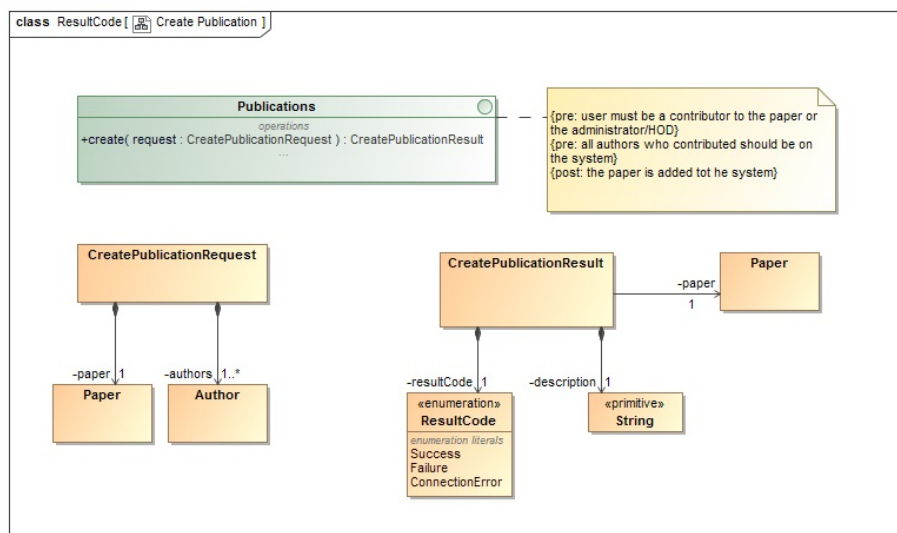 class ResultCode [ Create Publication ]
Publications
operations
+create( request : CreatePublicationRequest ) : CreatePublicationResult
...
{pre: user must be a contributor to the paper or
the administrator/HOD}
{pre: all authors who contributed should be on
the system}
{post: the paper is added tot he system}
CreatePublicationRequest
-paper 1
-authors 1..*
Paper
Author
CreatePublicationResult
-paper
1
Paper
-resultCode 1
-description 1
«enumeration»
ResultCode
enumeration literals
Success
Failure
ConnectionError
«primitive»
String